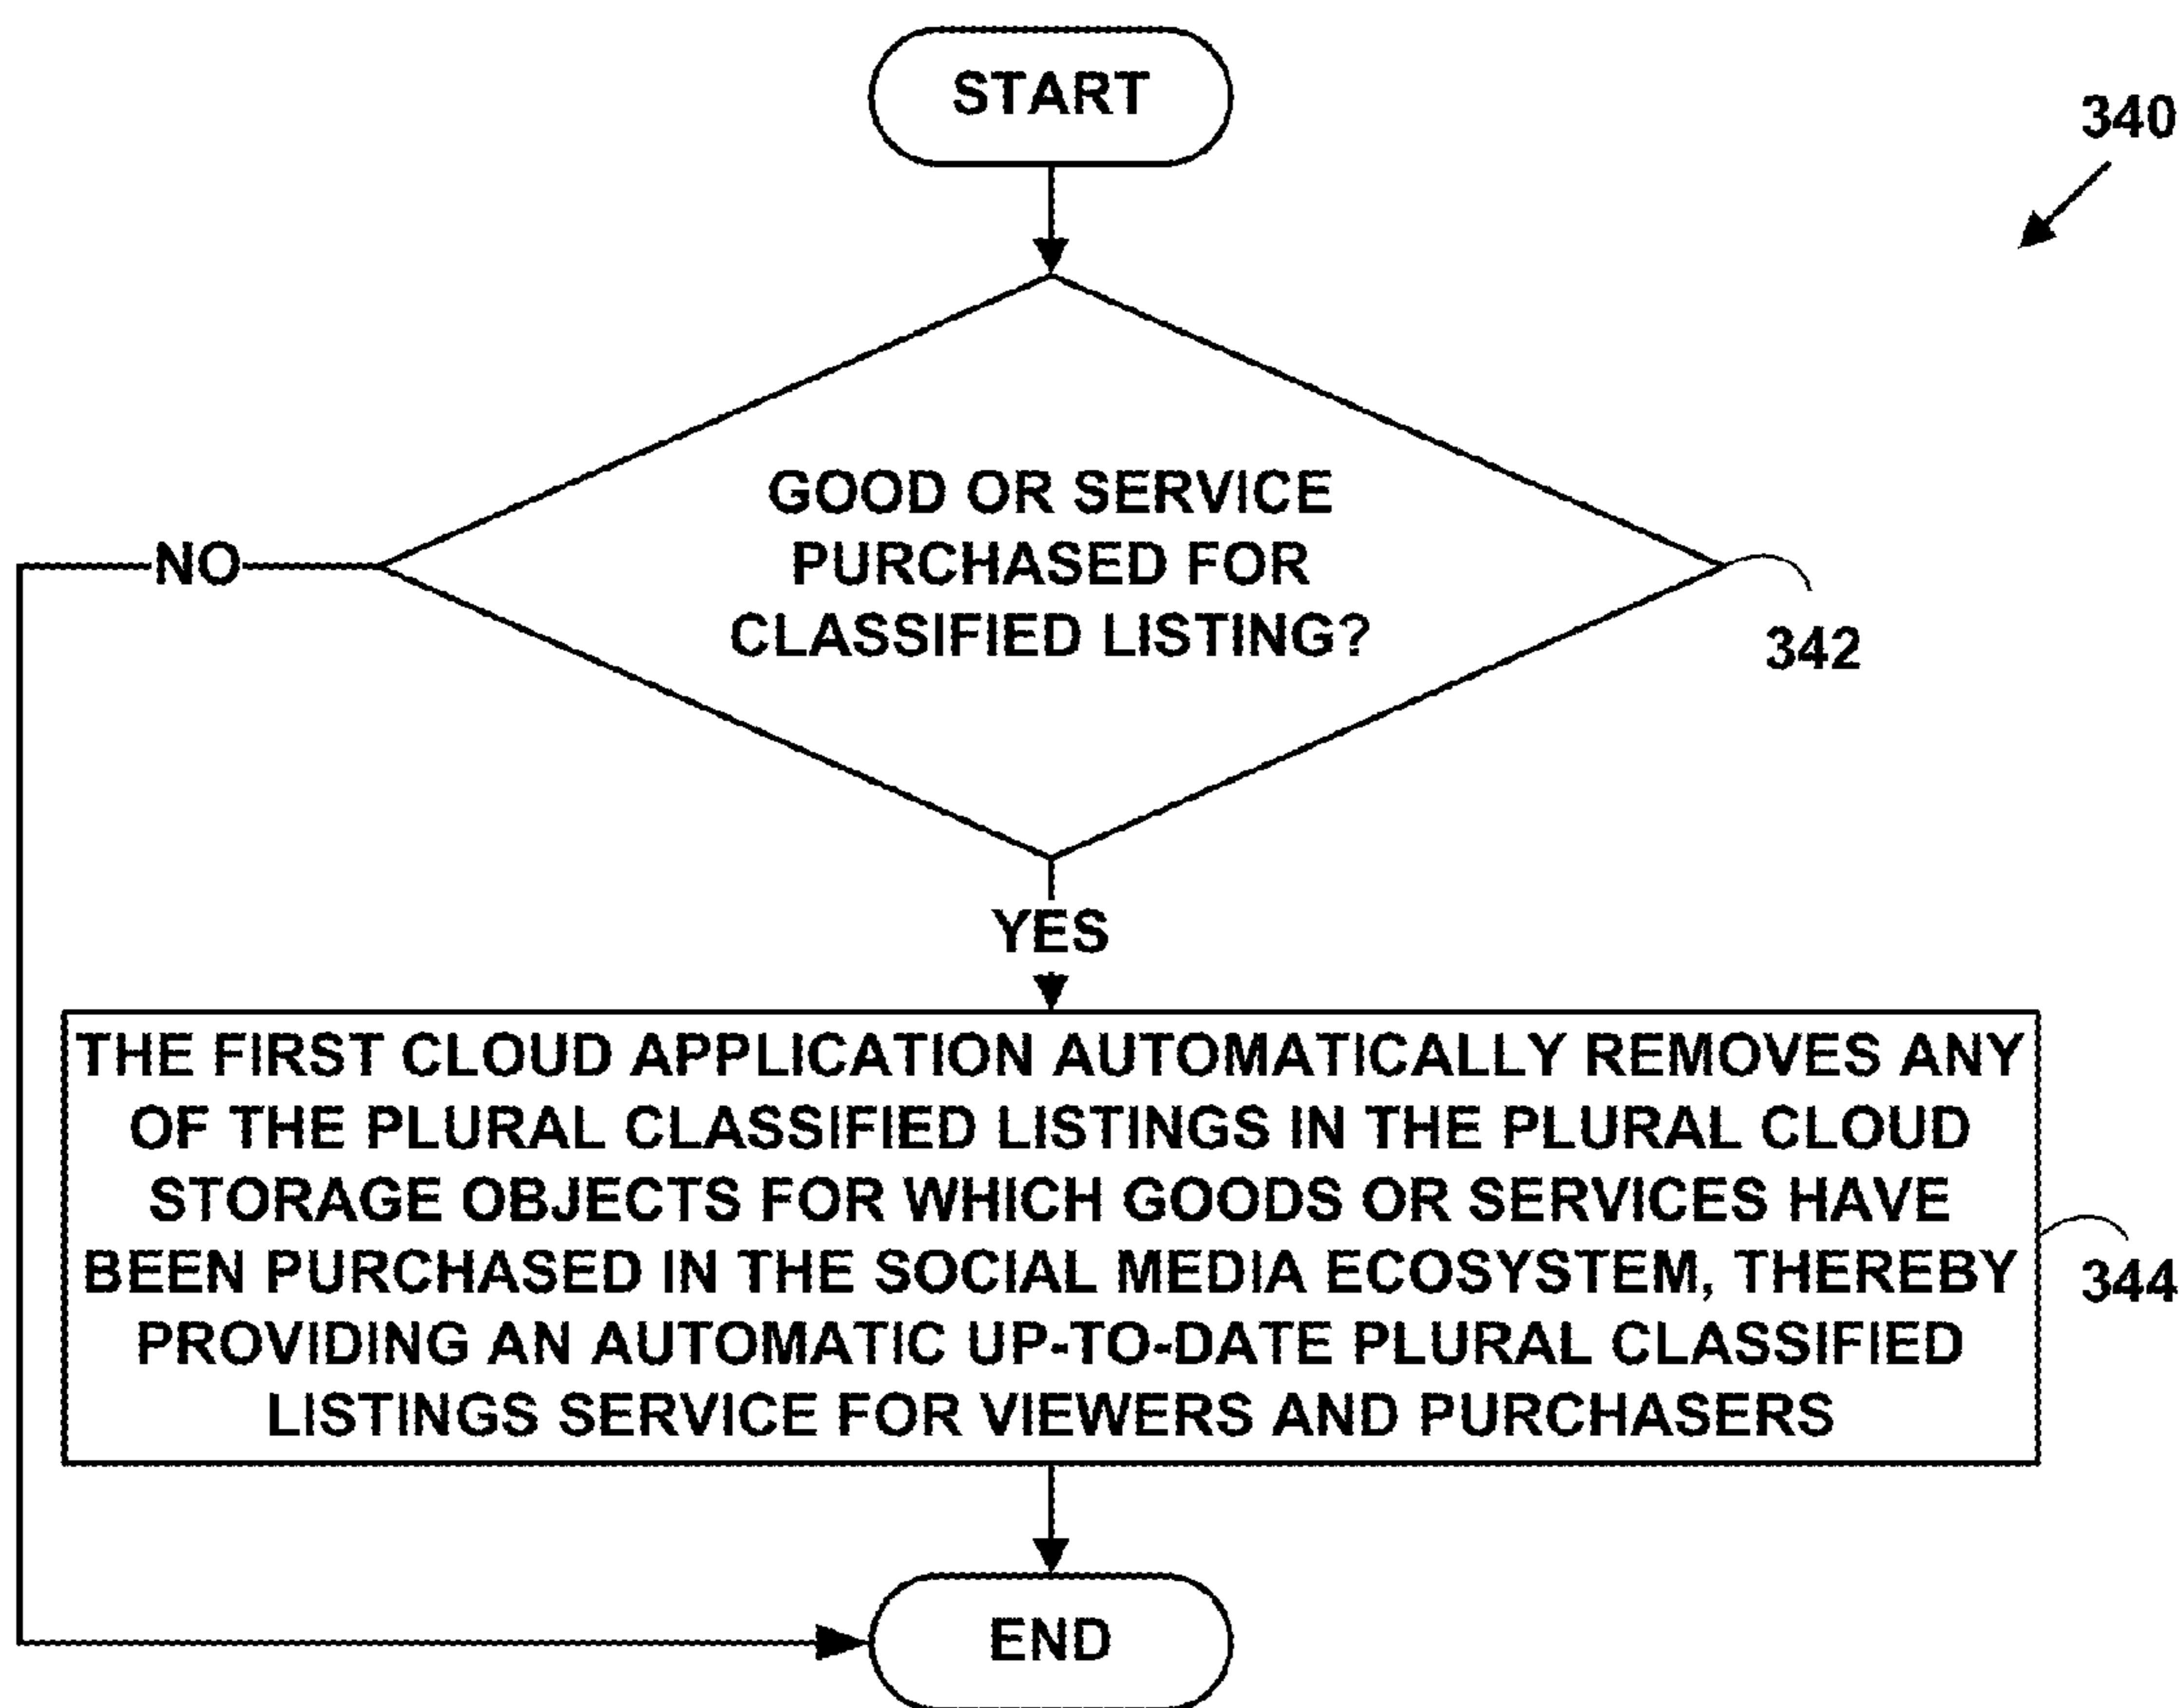 START
340
GOOD OR SERVICE
PURCHASED FOR
CLASSIFIED LISTING?
NO
342
YES
THE FIRST CLOUD APPLICATION AUTOMATICALLY REMOVES ANY
OF THE PLURAL CLASSIFIED LISTINGS IN THE PLURAL CLOUD
STORAGE OBJECTS FOR WHICH GOODS OR SERVICES HAVE
BEEN PURCHASED IN THE SOCIAL MEDIA ECOSYSTEM, THEREBY
PROVIDING AN AUTOMATIC UP-TO-DATE PLURAL CLASSIFIED
LISTINGS SERVICE FOR VIEWERS AND PURCHASERS
344
END